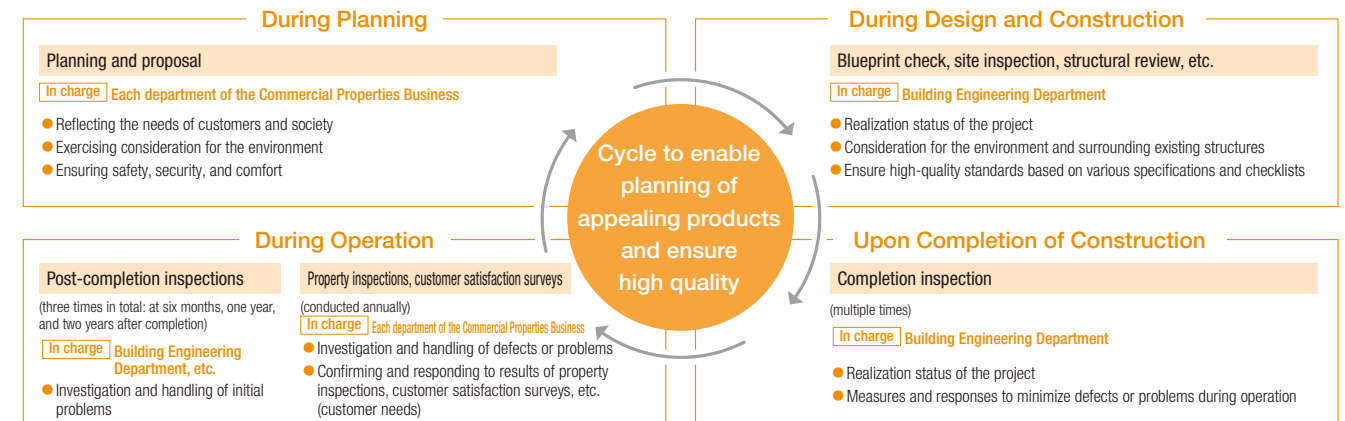 During Planning
Planning and proposal
In charge Each department of the Commercial Properties Business
● Reflecting the needs of customers and society
● Exercising consideration for the environment
● Ensuring safety, security, and comfort
During Design and Construction
Blueprint check, site inspection, structural review, etc.
In charge Building Engineering Department
● Realization status of the project
● Consideration for the environment and surrounding existing structures
● Ensure high-quality standards based on various specifications and checklists
Cycle to enable
planning of
appealing products
and ensure
high quality
During Operation
Post-completion inspections
(three times in total: at six months, one year,
and two years after completion)
In charge Building Engineering
Department, etc.
● Investigation and handling of initial
problems
Property inspections, customer satisfaction surveys
(conducted annually)
In charge Each department of the Commercial Properties Business
● Investigation and handling of defects or problems
● Confirming and responding to results of property
inspections, customer satisfaction surveys, etc.
(customer needs)
Upon Completion of Construction
Completion inspection
(multiple times)
In charge Building Engineering Department
● Realization status of the project
● Measures and responses to minimize defects or problems during operation